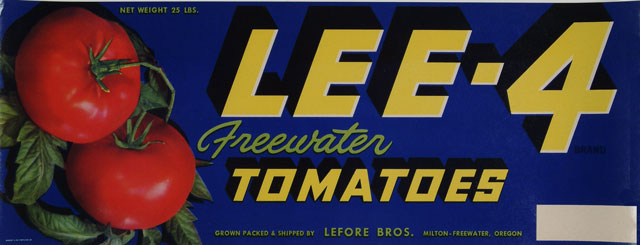 NET WEIGHT 25 LBS.
LEE-4
BRAND
Freewater
TOMATOES
GROWN PACKED & SHIPPED BY LEFORE BROS. MILTON-FREEWATER, OREGON